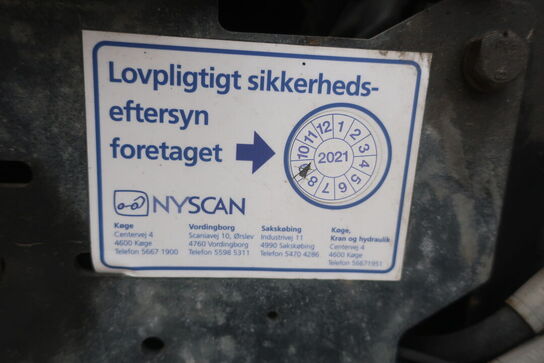 Lovpligtigt sikkerheds-
eftersyn
foretaget
12 1 2 3 4 5 6 7 8 10 11
2021
NYSCAN
Køge
Centervej 4
4600 Køge
Telefon 5667 1900
Vordingborg
Scaniavej 10, Ørslev
4760 Vordingborg
Telefon 5598 5311
Sakskøbing
Industrivej 11
4990 Sakskøbing
Telefon 5470 4286
Køge,
Kran og hydraulik
Centervej 4
4600 Køge
Telefon 56671951